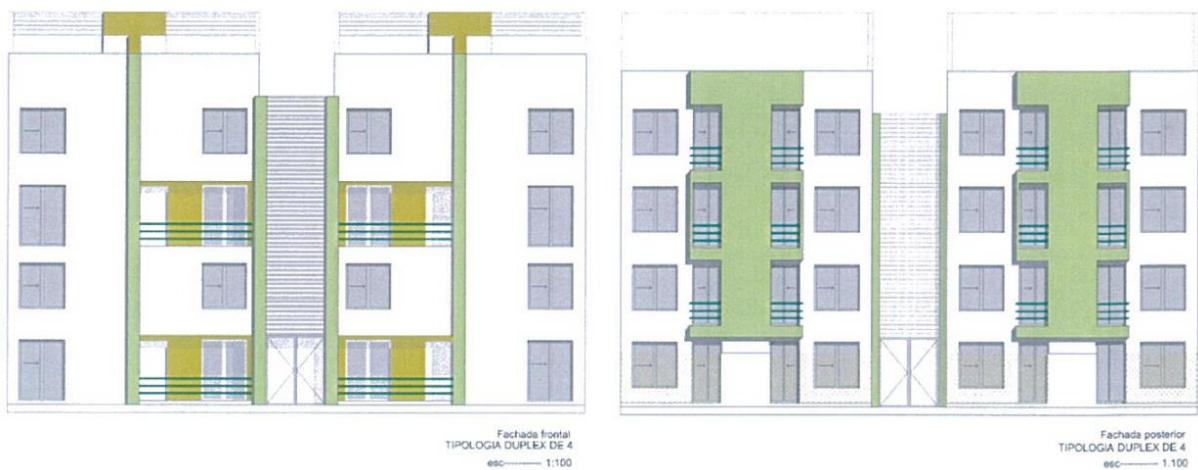 Fachada frontal
TIPOLOGIA DUPLEX DE 4
esc——— 1:100
Fachada posterior
TIPOLOGIA DUPLEX DE 4
esc——— 1.100